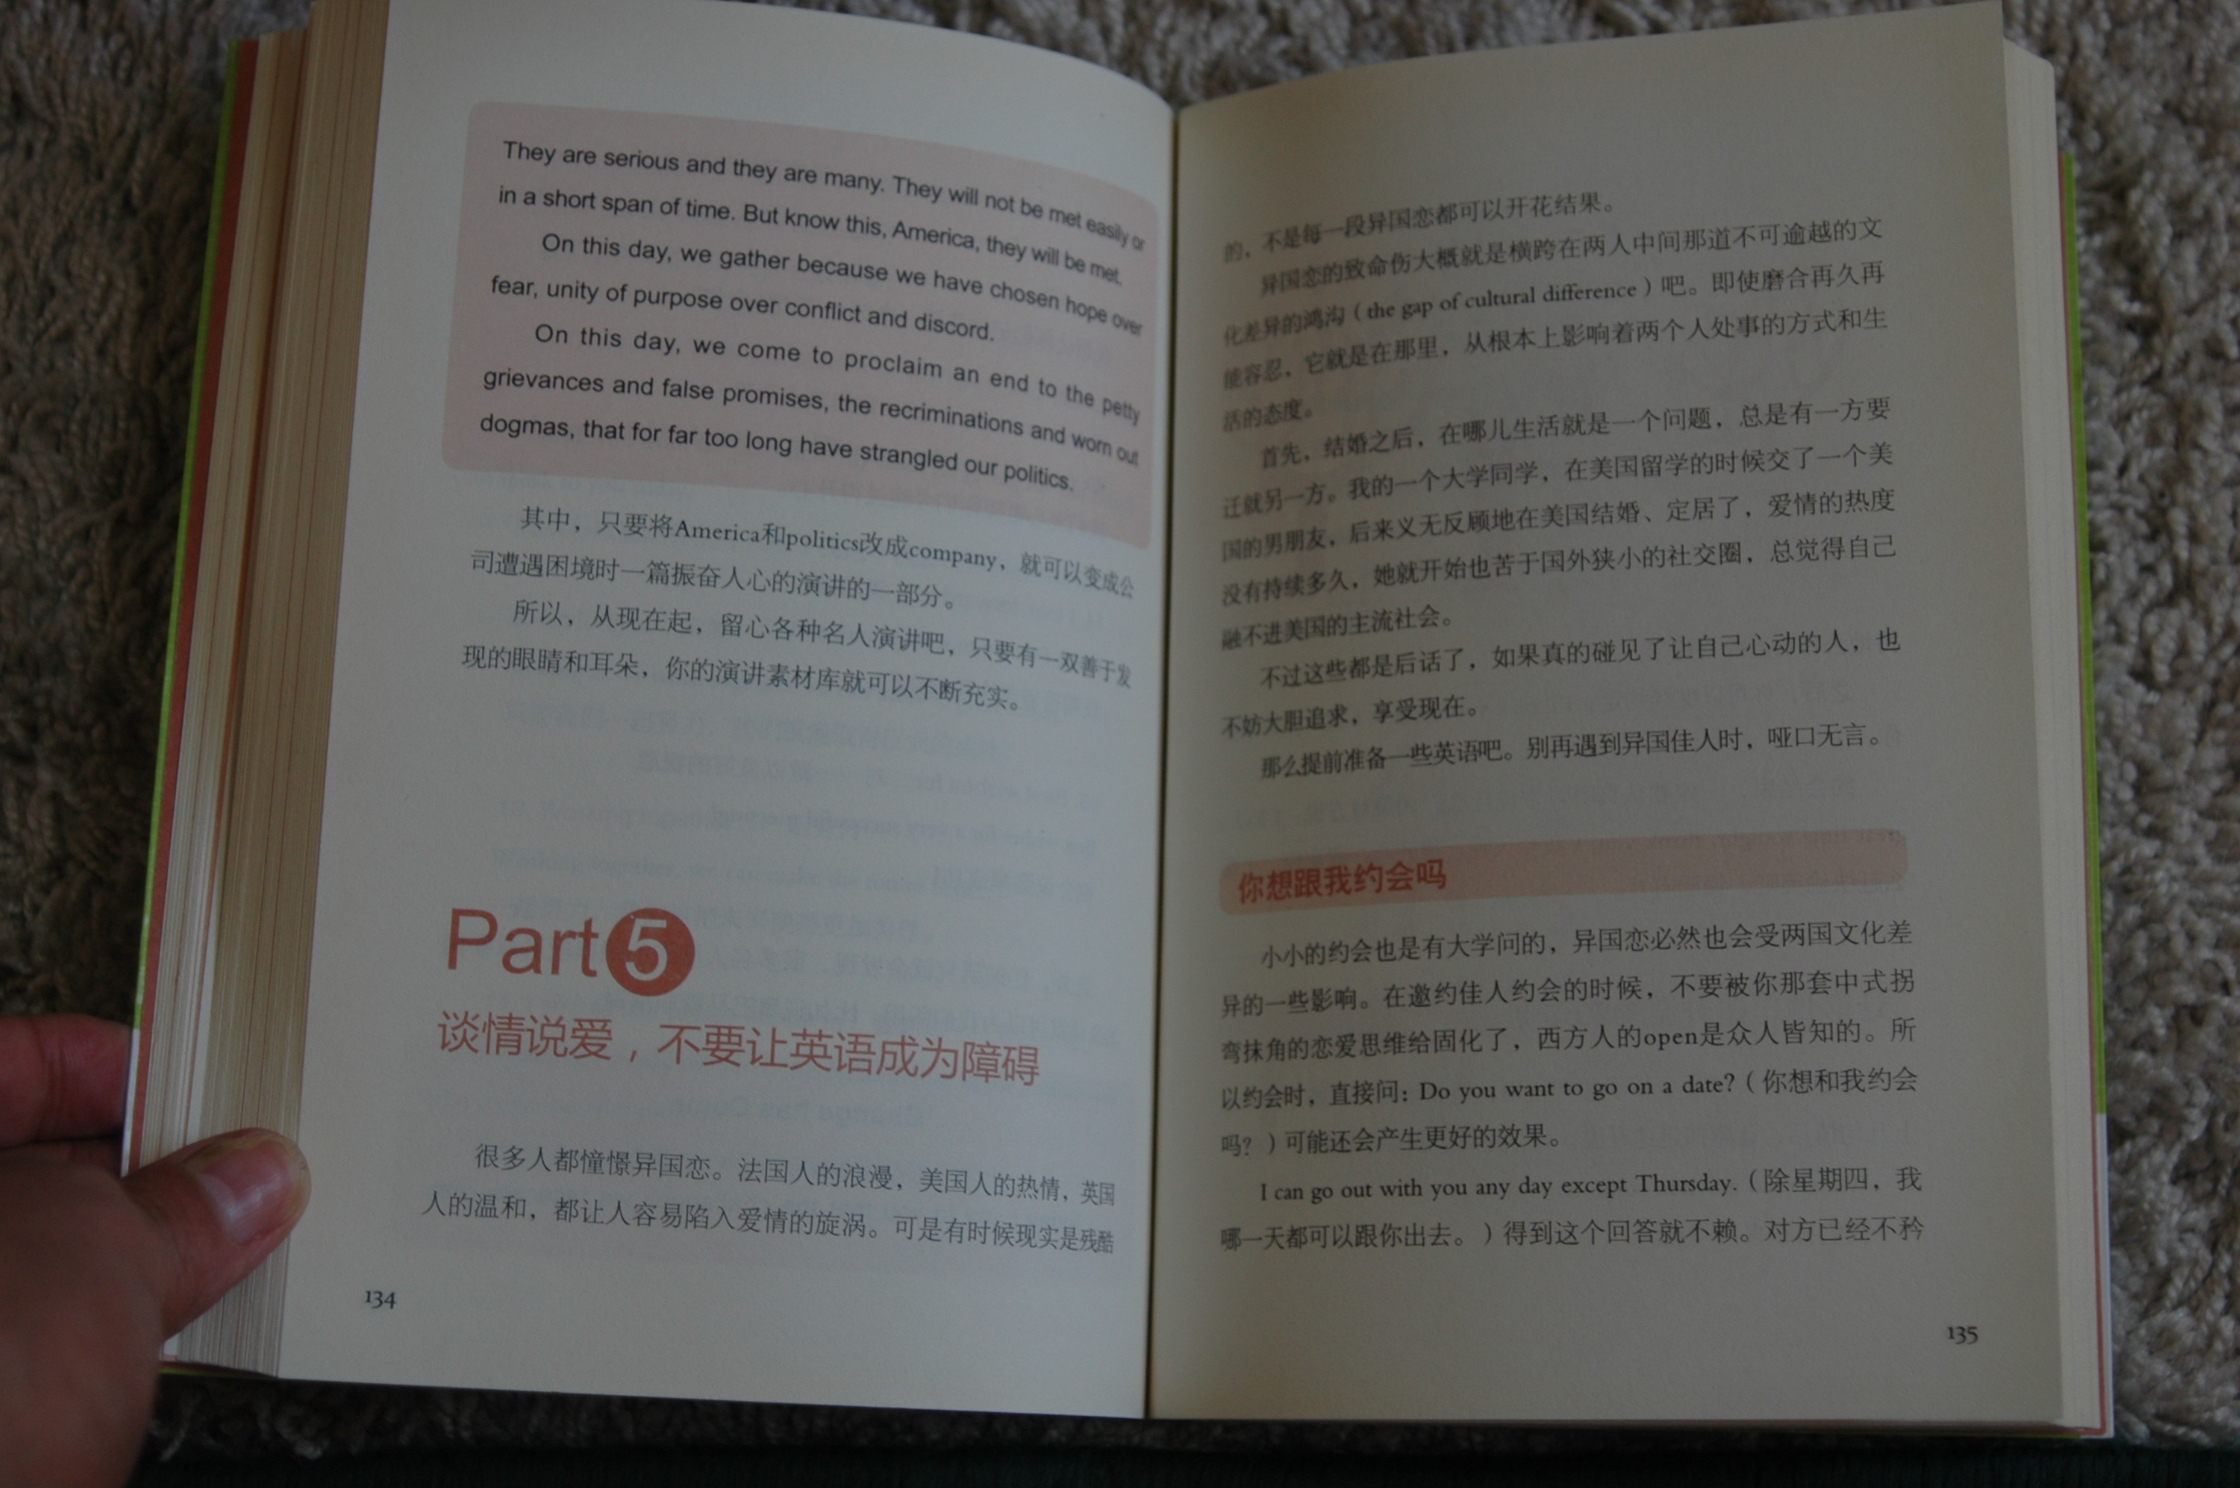 They are serious and they are many. They will not be met easily or
in a short span of time. But know this, America, they will be met.
On this day, we gather because we have chosen hope over
fear, unity of purpose over conflict and discord.
On this day, we come to proclaim an end to the petty
grievances and false promises, the recriminations and worn out
dogmas, that for far too long have strangled our politics.
其中，只要将America和politics改成company，就可以变成公
司遭遇困境时一篇振奋人心的演讲的一部分。
所以，从现在起，留心各种名人演讲吧，只要有一双善于发
现的眼睛和耳朵，你的演讲素材库就可以不断充实。
Part 5
谈情说爱，不要让英语成为障碍
很多人都憧憬异国恋。法国人的浪漫，美国人的热情，英国
人的温和，都让人容易陷入爱情的旋涡。可是有时候现实是残酷
134
的，不是每一段异国恋都可以开花结果。
异国恋的致命伤大概就是横跨在两人中间那道不可逾越的文
化差异的鸿沟（the gap of cultural difference）吧。即使磨合再久再
能容忍，它就是在那里，从根本上影响着两个人处事的方式和生
活的态度。
首先，结婚之后，在哪儿生活就是一个问题，总是有一方要
迁就另一方。我的一个大学同学，在美国留学的时候交了一个美
国的男朋友，后来义无反顾地在美国结婚、定居了，爱情的热度
没有持续多久，她就开始也苦于国外狭小的社交圈，总觉得自己
融不进美国的主流社会。
不过这些都是后话了，如果真的碰见了让自己心动的人，也
不妨大胆追求，享受现在。
那么提前准备一些英语吧。别再遇到异国佳人时，哑口无言。
你想跟我约会吗
小小的约会也是有大学问的，异国恋必然也会受两国文化差
异的一些影响。在邀约佳人约会的时候，不要被你那套中式拐
弯抹角的恋爱思维给固化了，西方人的open是众人皆知的。所
以约会时，直接问：Do you want to go on a date?（你想和我约会
吗？）可能还会产生更好的效果。
I can go out with you any day except Thursday.（除星期四，我
哪一天都可以跟你出去。）得到这个回答就不赖。对方已经不矜
135